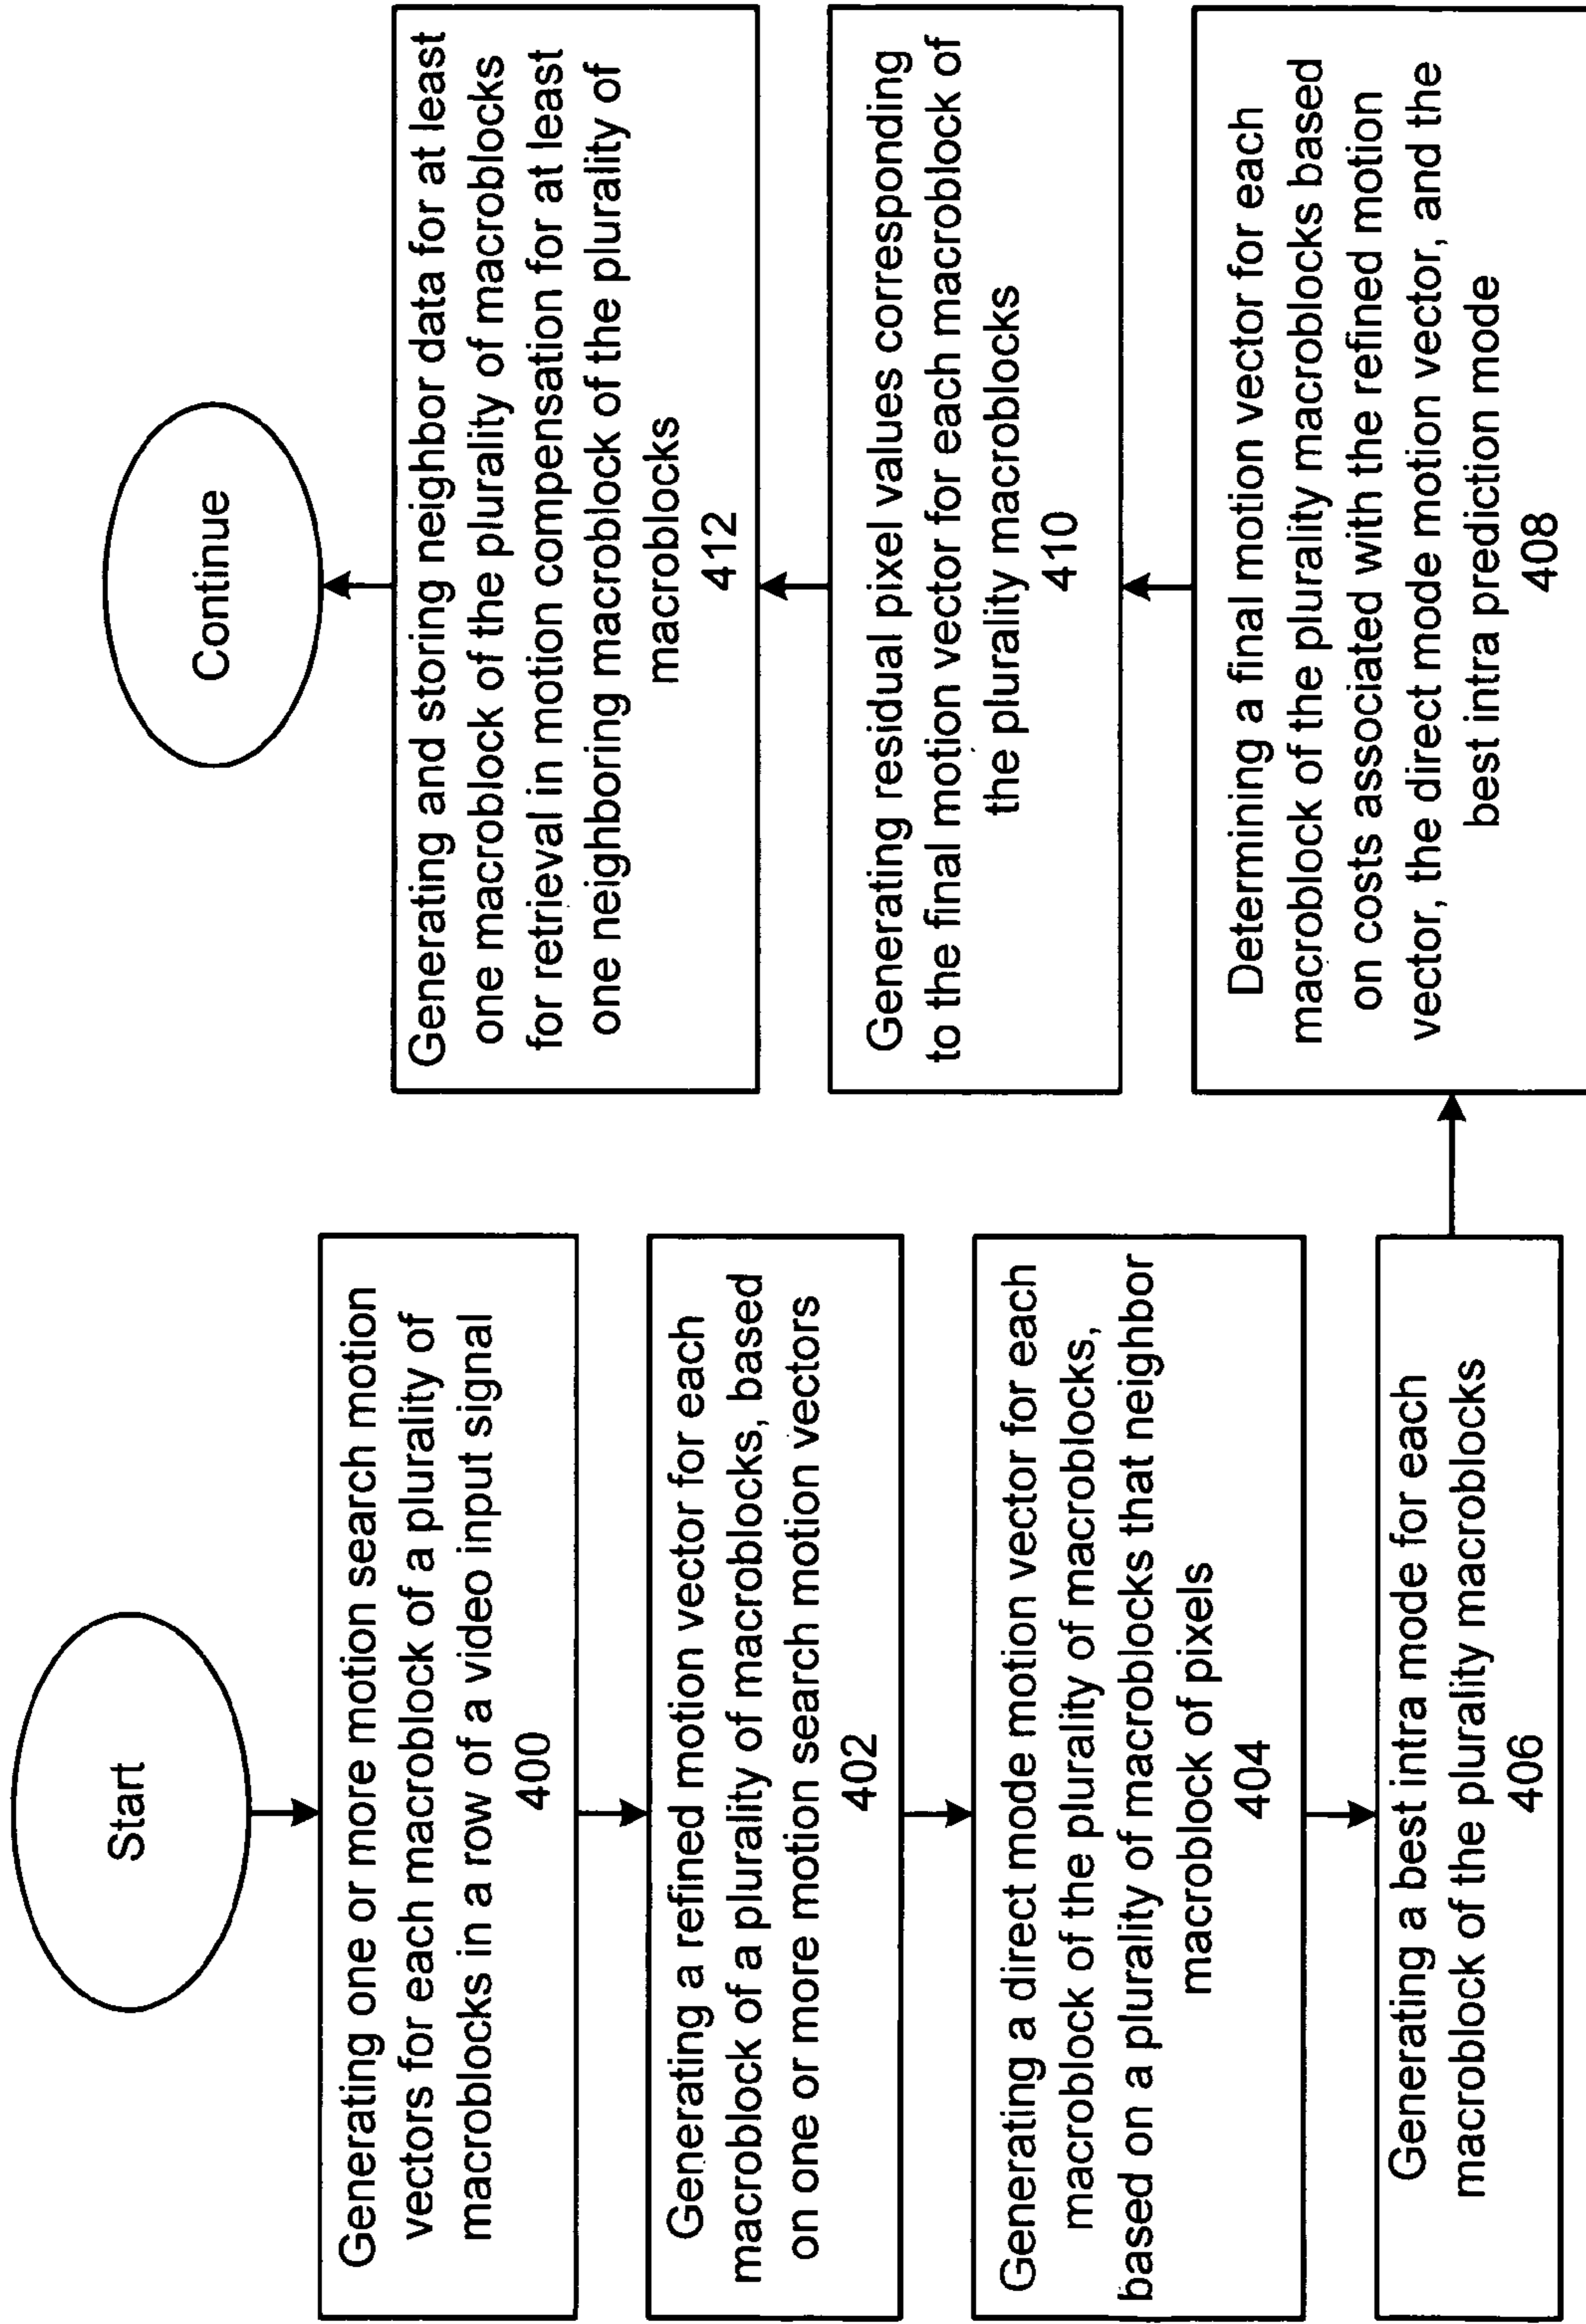 Start
Generating one or more motion search motion
vectors for each macroblock of a plurality of
macroblocks in a row of a video input signal
400
Generating a refined motion vector for each
macroblock of a plurality of macroblocks, based
on one or more motion search motion vectors
402
Generating a direct mode motion vector for each
macroblock of the plurality of macroblocks,
based on a plurality of macroblocks that neighbor
macroblock of pixels
404
Generating a best intra mode for each
macroblock of the plurality macroblocks
406
Determining a final motion vector for each
macroblock of the plurality macroblocks based
on costs associated with the refined motion
vector, the direct mode motion vector, and the
best intra prediction mode
408
Generating residual pixel values corresponding
to the final motion vector for each macroblock of
the plurality macroblocks
410
Generating and storing neighbor data for at least
one macroblock of the plurality of macroblocks
for retrieval in motion compensation for at least
one neighboring macroblock of the plurality of
macroblocks
412
Continue